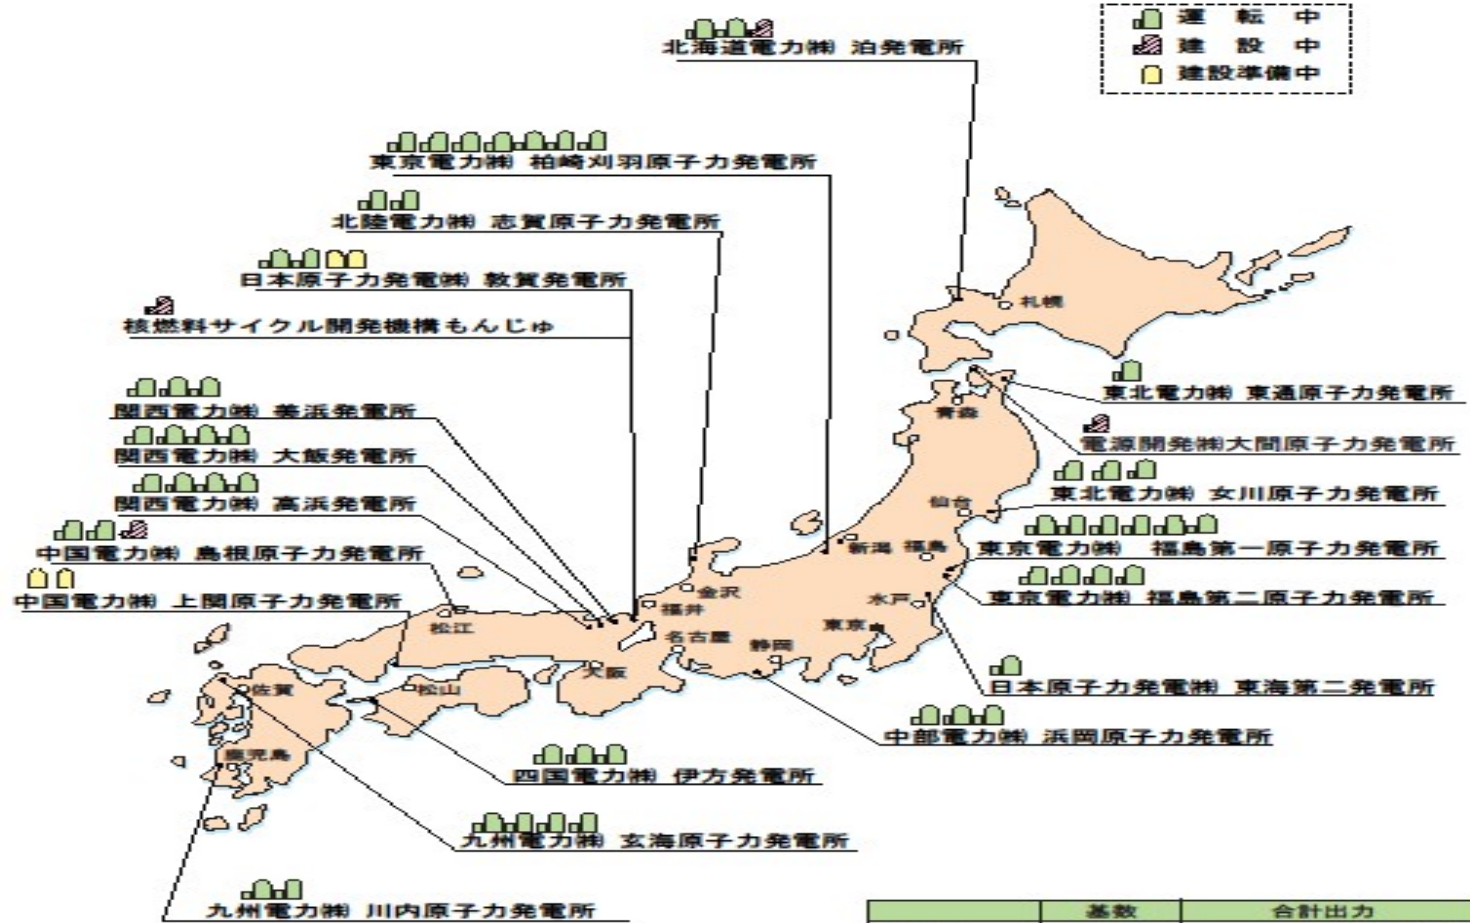 運転中
建設中
建設準備中
北海道電力㈱ 泊発電所
東京電力㈱ 柏崎刈羽原子力発電所
北陸電力㈱ 志賀原子力発電所
日本原子力発電㈱ 敦賀発電所
核燃料サイクル開発機構もんじゅ
関西電力㈱ 美浜発電所
関西電力㈱ 大飯発電所
関西電力㈱ 高浜発電所
中国電力㈱ 島根原子力発電所
中国電力㈱ 上関原子力発電所
札幌
東北電力㈱ 東通原子力発電所
青森
電源開発㈱大間原子力発電所
東北電力㈱ 女川原子力発電所
仙台
東京電力㈱ 福島第一原子力発電所
新潟
福島
東京電力㈱ 福島第二原子力発電所
金沢
福井
水戸
松江
名古屋
静岡
東京
大阪
日本原子力発電㈱ 東海第二発電所
佐賀
松山
中部電力㈱ 浜岡原子力発電所
鹿児島
四国電力㈱ 伊方発電所
九州電力㈱ 玄海原子力発電所
九州電力㈱ 川内原子力発電所
基数 合計出力